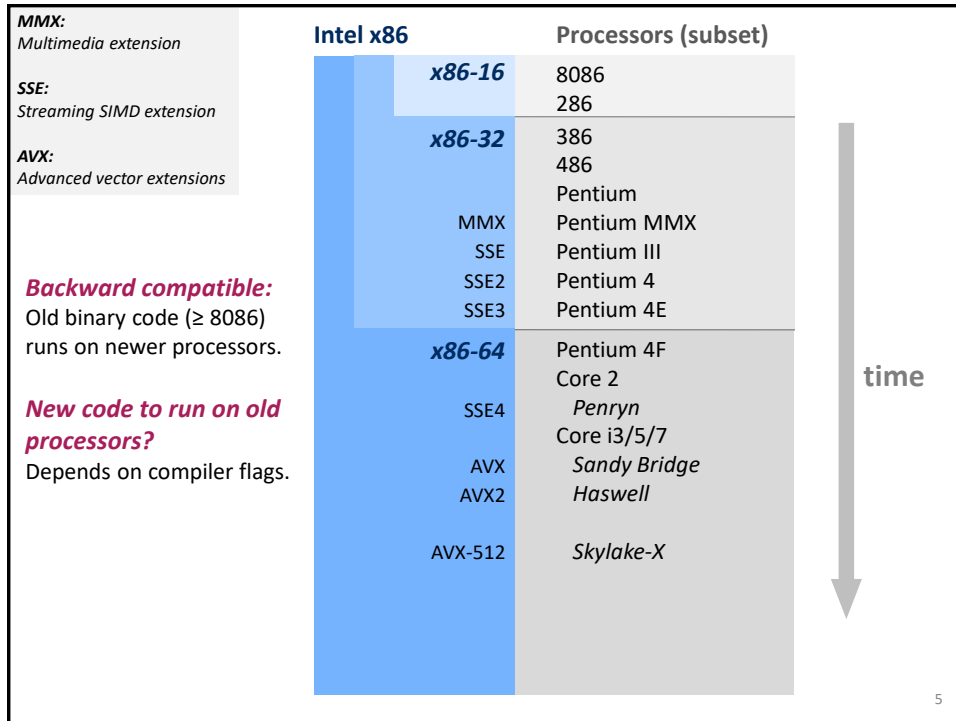 MMX:
Multimedia extension
SSE:
Streaming SIMD extension
AVX:
Advanced vector extensions
Backward compatible:
Old binary code (≥ 8086)
runs on newer processors.
New code to run on old
processors?
Depends on compiler flags.
Intel x86 Processors (subset)
x86-16 8086
286
x86-32 386
486
Pentium
MMX Pentium MMX
SSE Pentium III
SSE2 Pentium 4
SSE3 Pentium 4E
x86-64 Pentium 4F
Core 2
SSE4 Penryn
Core i3/5/7
AVX Sandy Bridge
AVX2 Haswell
AVX-512 Skylake-X
time
5